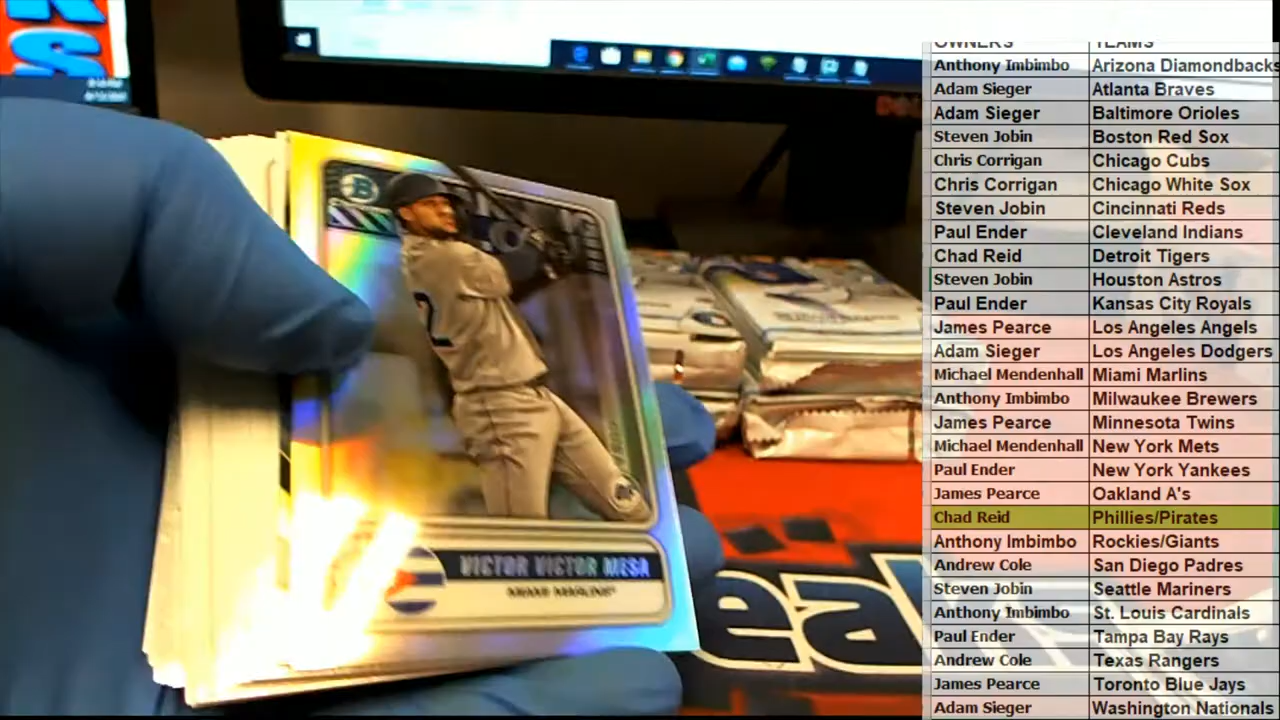 OWNERS TEAMS
Anthony Imbimbo Arizona Diamondbacks
Adam Sieger Atlanta Braves
Adam Sieger Baltimore Orioles
Steven Jobin Boston Red Sox
Chris Corrigan Chicago Cubs
Chris Corrigan Chicago White Sox
Steven Jobin Cincinnati Reds
Paul Ender Cleveland Indians
Chad Reid Detroit Tigers
Steven Jobin Houston Astros
Paul Ender Kansas City Royals
James Pearce Los Angeles Angels
Adam Sieger Los Angeles Dodgers
Michael Mendenhall Miami Marlins
Anthony Imbimbo Milwaukee Brewers
James Pearce Minnesota Twins
Michael Mendenhall New York Mets
Paul Ender New York Yankees
James Pearce Oakland A's
Chad Reid Phillies/Pirates
Anthony Imbimbo Rockies/Giants
Andrew Cole San Diego Padres
Steven Jobin Seattle Mariners
Anthony Imbimbo St. Louis Cardinals
Paul Ender Tampa Bay Rays
Andrew Cole Texas Rangers
James Pearce Toronto Blue Jays
Adam Sieger Washington Nationals
B
2
VICTOR VICTOR MESA
MIAMI MARLINS
KS
eal